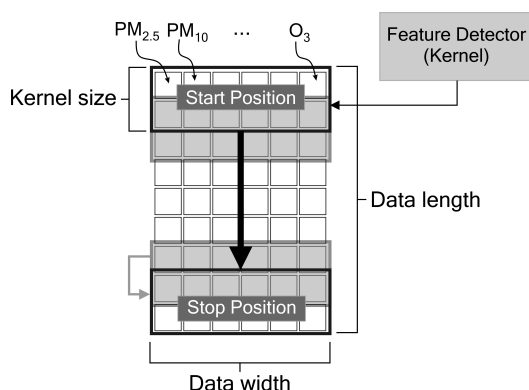 PM2.5 PM10 ... O3
Feature Detector
(Kernel)
Kernel size
Start Position
Data length
Stop Position
Data width